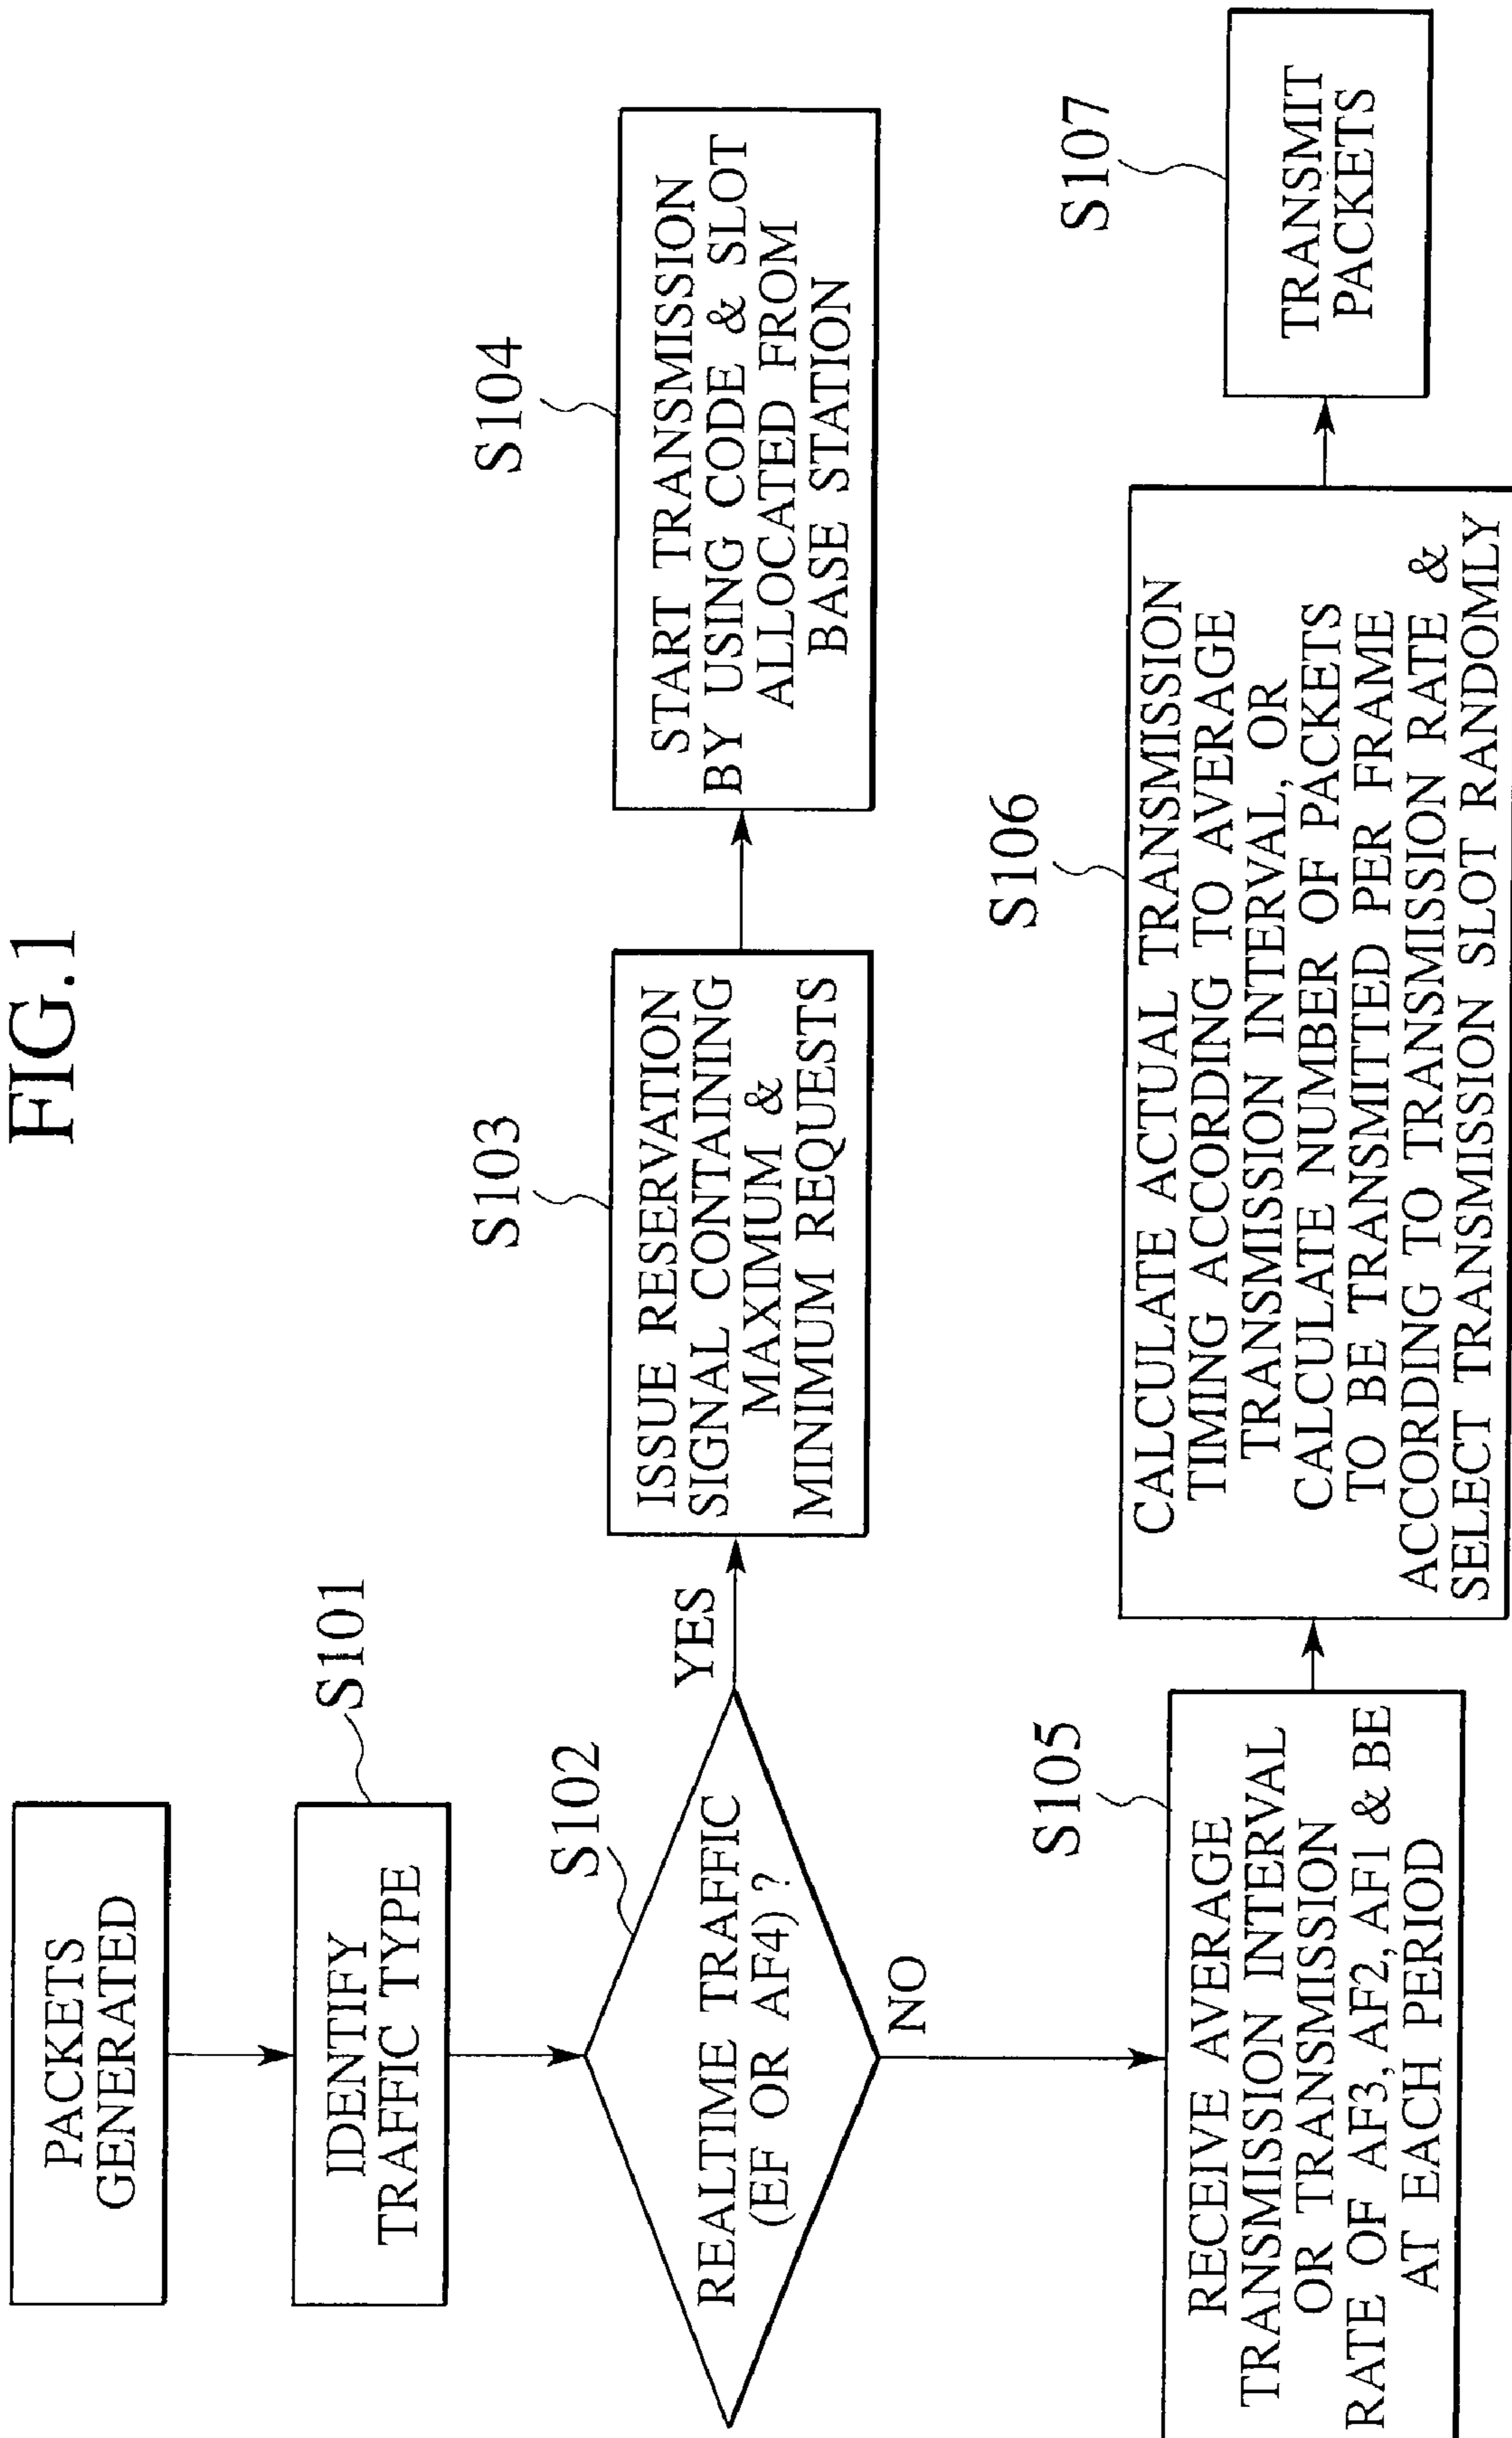 FIG.1
PACKETS
GENERATED
S101
IDENTIFY
TRAFFIC TYPE
S102
REALTIME TRAFFIC
(EF OR AF4) ?
YES
NO
S103
ISSUE RESERVATION
SIGNAL CONTAINING
MAXIMUM &
MINIMUM REQUESTS
S104
START TRANSMISSION
BY USING CODE & SLOT
ALLOCATED FROM
BASE STATION
S105
RECEIVE AVERAGE
TRANSMISSION INTERVAL
OR TRANSMISSION
RATE OF AF3, AF2, AF1 & BE
AT EACH PERIOD
S106
CALCULATE ACTUAL TRANSMISSION
TIMING ACCORDING TO AVERAGE
TRANSMISSION INTERVAL, OR
CALCULATE NUMBER OF PACKETS
TO BE TRANSMITTED PER FRAME
ACCORDING TO TRANSMISSION RATE &
SELECT TRANSMISSION SLOT RANDOMLY
S107
TRANSMIT
PACKETS